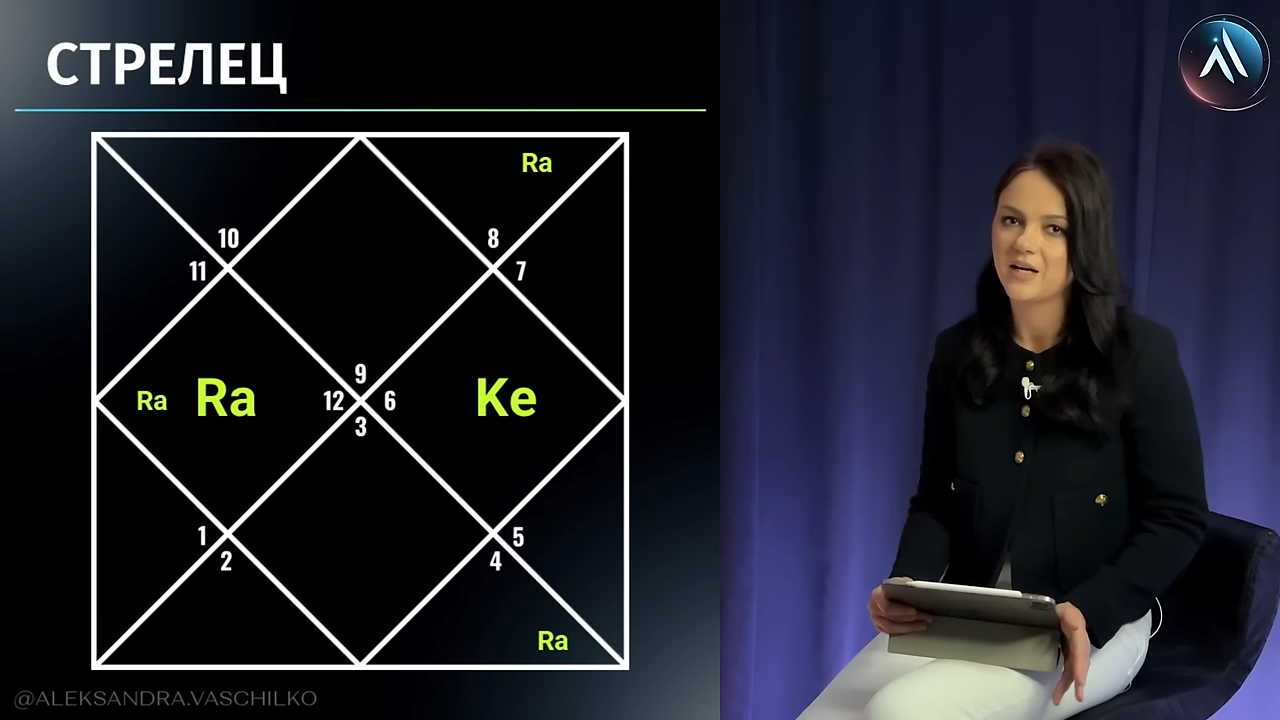 СТРЕЛЕЦ
Ra
10
8
11
7
9
Ra
Ra
12
6
Ke
3
1
5
2
4
Ra
@ALEKSANDRA.VASCHILKO